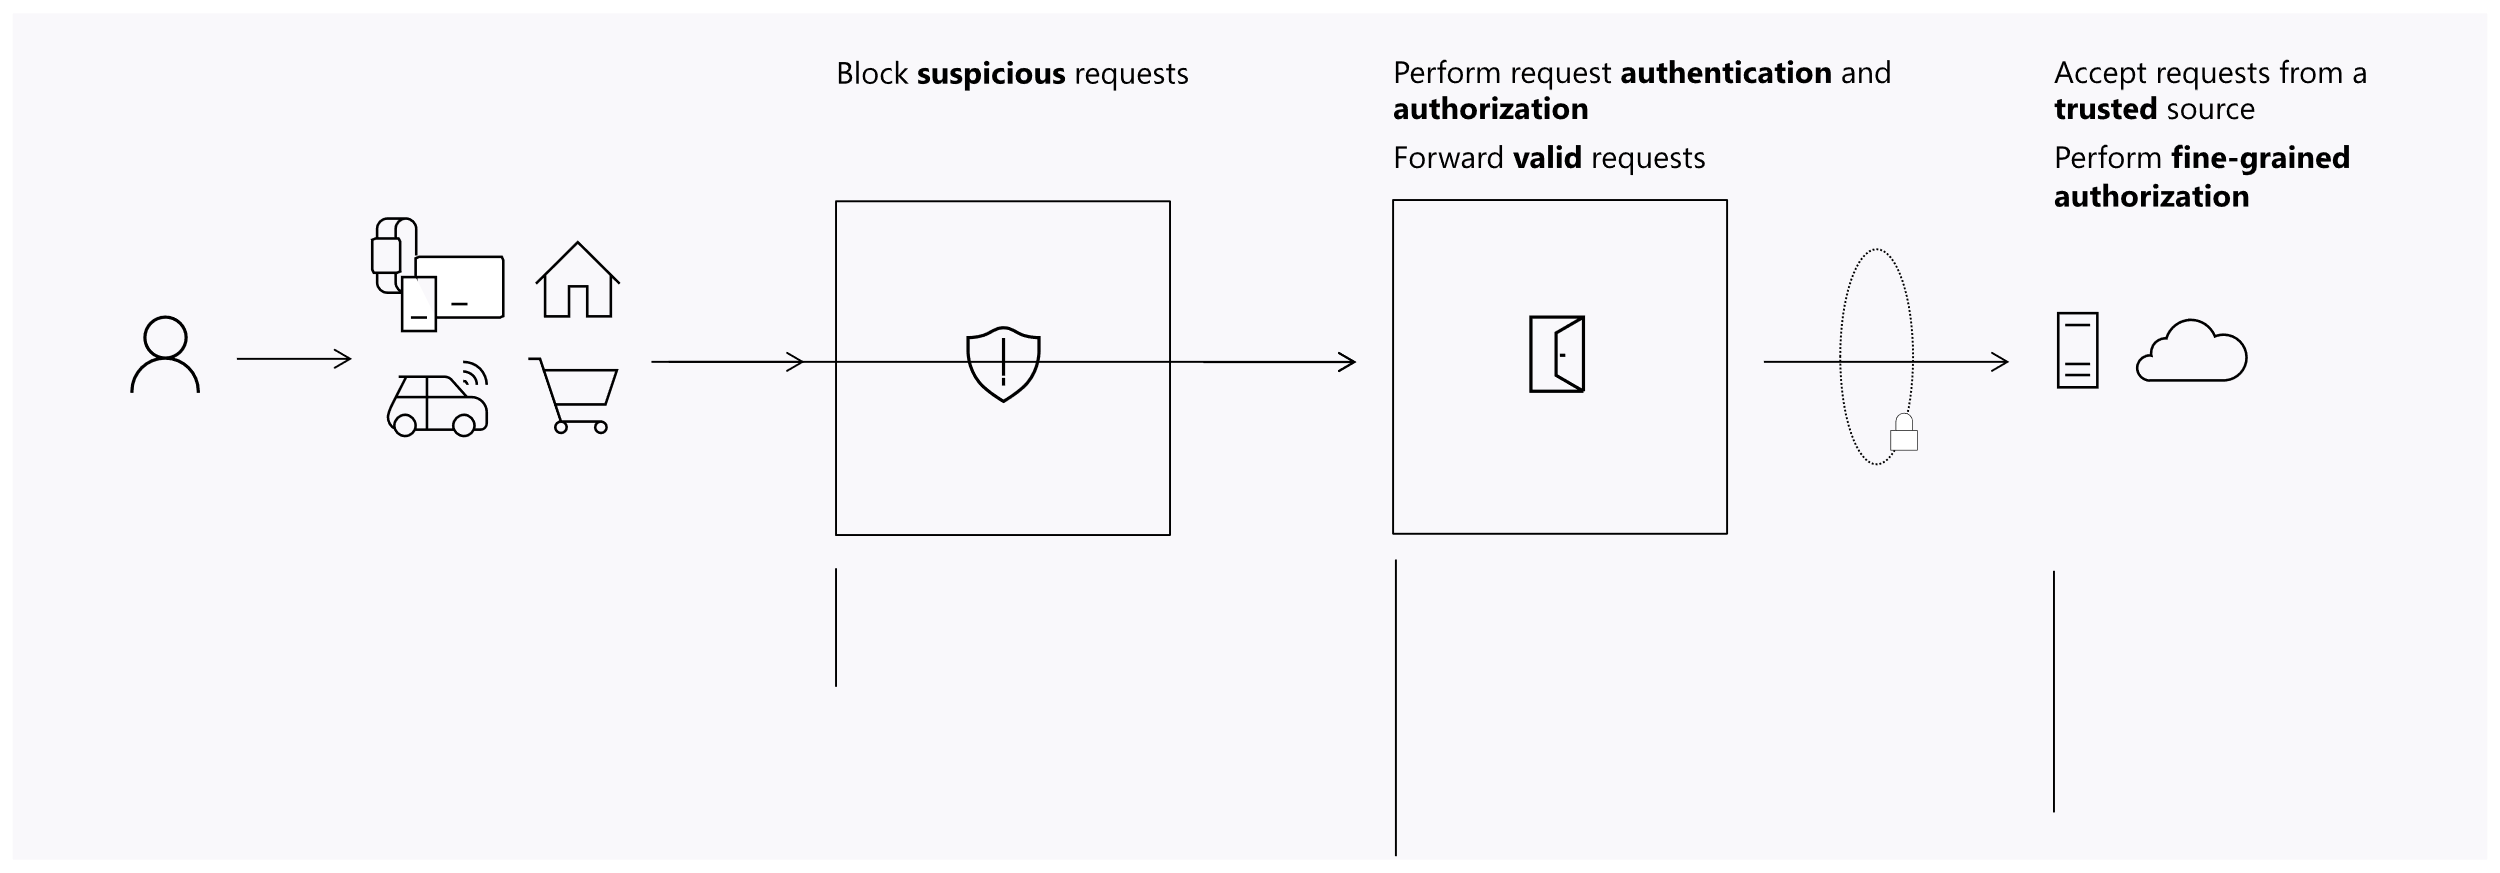 Block suspicious requests
Perform request authentication and
authorization
Forward valid requests
Accept requests from a
trusted source
Perform fine-grained
authorization